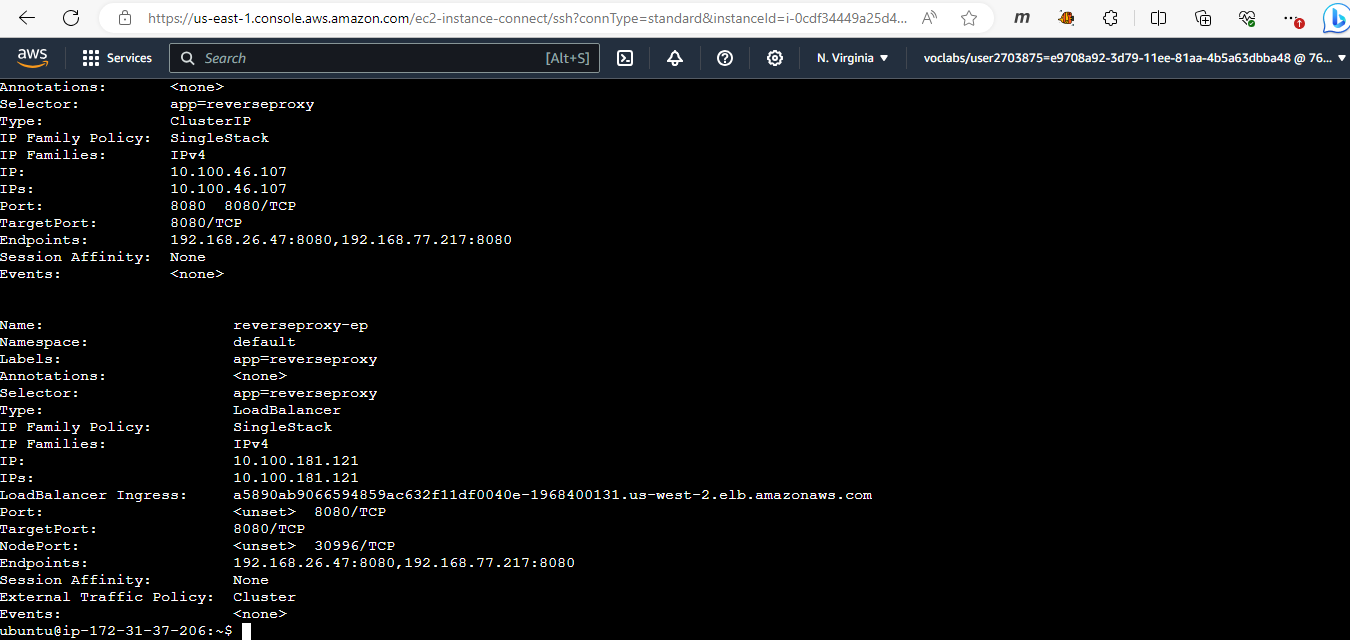 https://us-east-1.console.aws.amazon.com/ec2-instance-connect/ssh?connType=standard&instanceId=i-0cdf34449a25d4...
aws Services Search [Alt+S] N. Virginia voclabs/user2703875=e9708a92-3d79-11ee-81aa-4b5a63dbba48 @ 76...
Annotations: <none>
Selector: app=reverseproxy
Type: ClusterIP
IP Family Policy: SingleStack
IP Families: IPv4
IP: 10.100.46.107
IPs: 10.100.46.107
Port: 8080 8080/TCP
TargetPort: 8080/TCP
Endpoints: 192.168.26.47:8080,192.168.77.217:8080
Session Affinity: None
Events: <none>
Name: reverseproxy-ep
Namespace: default
Labels: app=reverseproxy
Annotations: <none>
Selector: app=reverseproxy
Type: LoadBalancer
IP Family Policy: SingleStack
IP Families: IPv4
IP: 10.100.181.121
IPs: 10.100.181.121
LoadBalancer Ingress: a5890ab9066594859ac632f11df0040e-1968400131.us-west-2.elb.amazonaws.com
Port: <unset> 8080/TCP
TargetPort: 8080/TCP
NodePort: <unset> 30996/TCP
Endpoints: 192.168.26.47:8080,192.168.77.217:8080
Session Affinity: None
External Traffic Policy: Cluster
Events: <none>
ubuntu@ip-172-31-37-206:~$